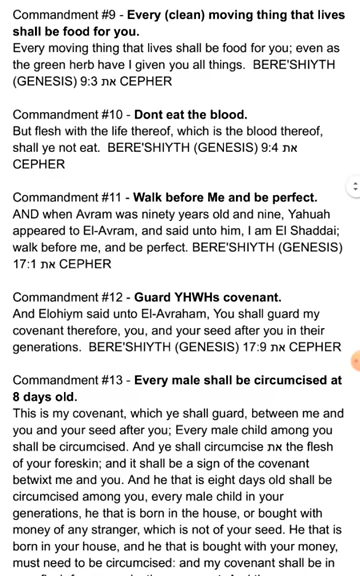 Commandment #9 - Every (clean) moving thing that lives
shall be food for you.
Every moving thing that lives shall be food for you; even as
the green herb have I given you all things.  BERE'SHIYTH
(GENESIS) 9:3 את CEPHER
Commandment #10 - Dont eat the blood.
But flesh with the life thereof, which is the blood thereof,
shall ye not eat.  BERE'SHIYTH (GENESIS) 9:4 את
CEPHER
Commandment #11 - Walk before Me and be perfect.
AND when Avram was ninety years old and nine, Yahuah
appeared to El-Avram, and said unto him, I am El Shaddai;
walk before me, and be perfect. BERE'SHIYTH (GENESIS)
17:1 את CEPHER
Commandment #12 - Guard YHWHs covenant.
And Elohiym said unto El-Avraham, You shall guard my
covenant therefore, you, and your seed after you in their
generations.  BERE'SHIYTH (GENESIS) 17:9 את CEPHER
Commandment #13 - Every male shall be circumcised at
8 days old.
This is my covenant, which ye shall guard, between me and
you and your seed after you; Every male child among you
shall be circumcised. And ye shall circumcise את the flesh
of your foreskin; and it shall be a sign of the covenant
betwixt me and you. And he that is eight days old shall be
circumcised among you, every male child in your
generations, he that is born in the house, or bought with
money of any stranger, which is not of your seed. He that is
born in your house, and he that is bought with your money,
must need to be circumcised: and my covenant shall be in